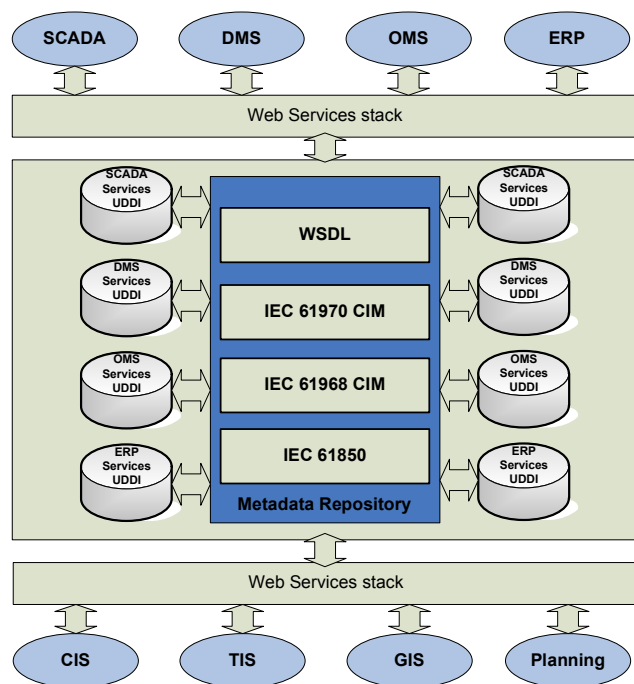 SCADA
DMS
OMS
ERP
Web Services stack
SCADA
Services
UDDI
DMS
Services
UDDI
OMS
Services
UDDI
ERP
Services
UDDI
WSDL
IEC 61970 CIM
IEC 61968 CIM
IEC 61850
Metadata Repository
SCADA
Services
UDDI
DMS
Services
UDDI
OMS
Services
UDDI
ERP
Services
UDDI
Web Services stack
CIS
TIS
GIS
Planning